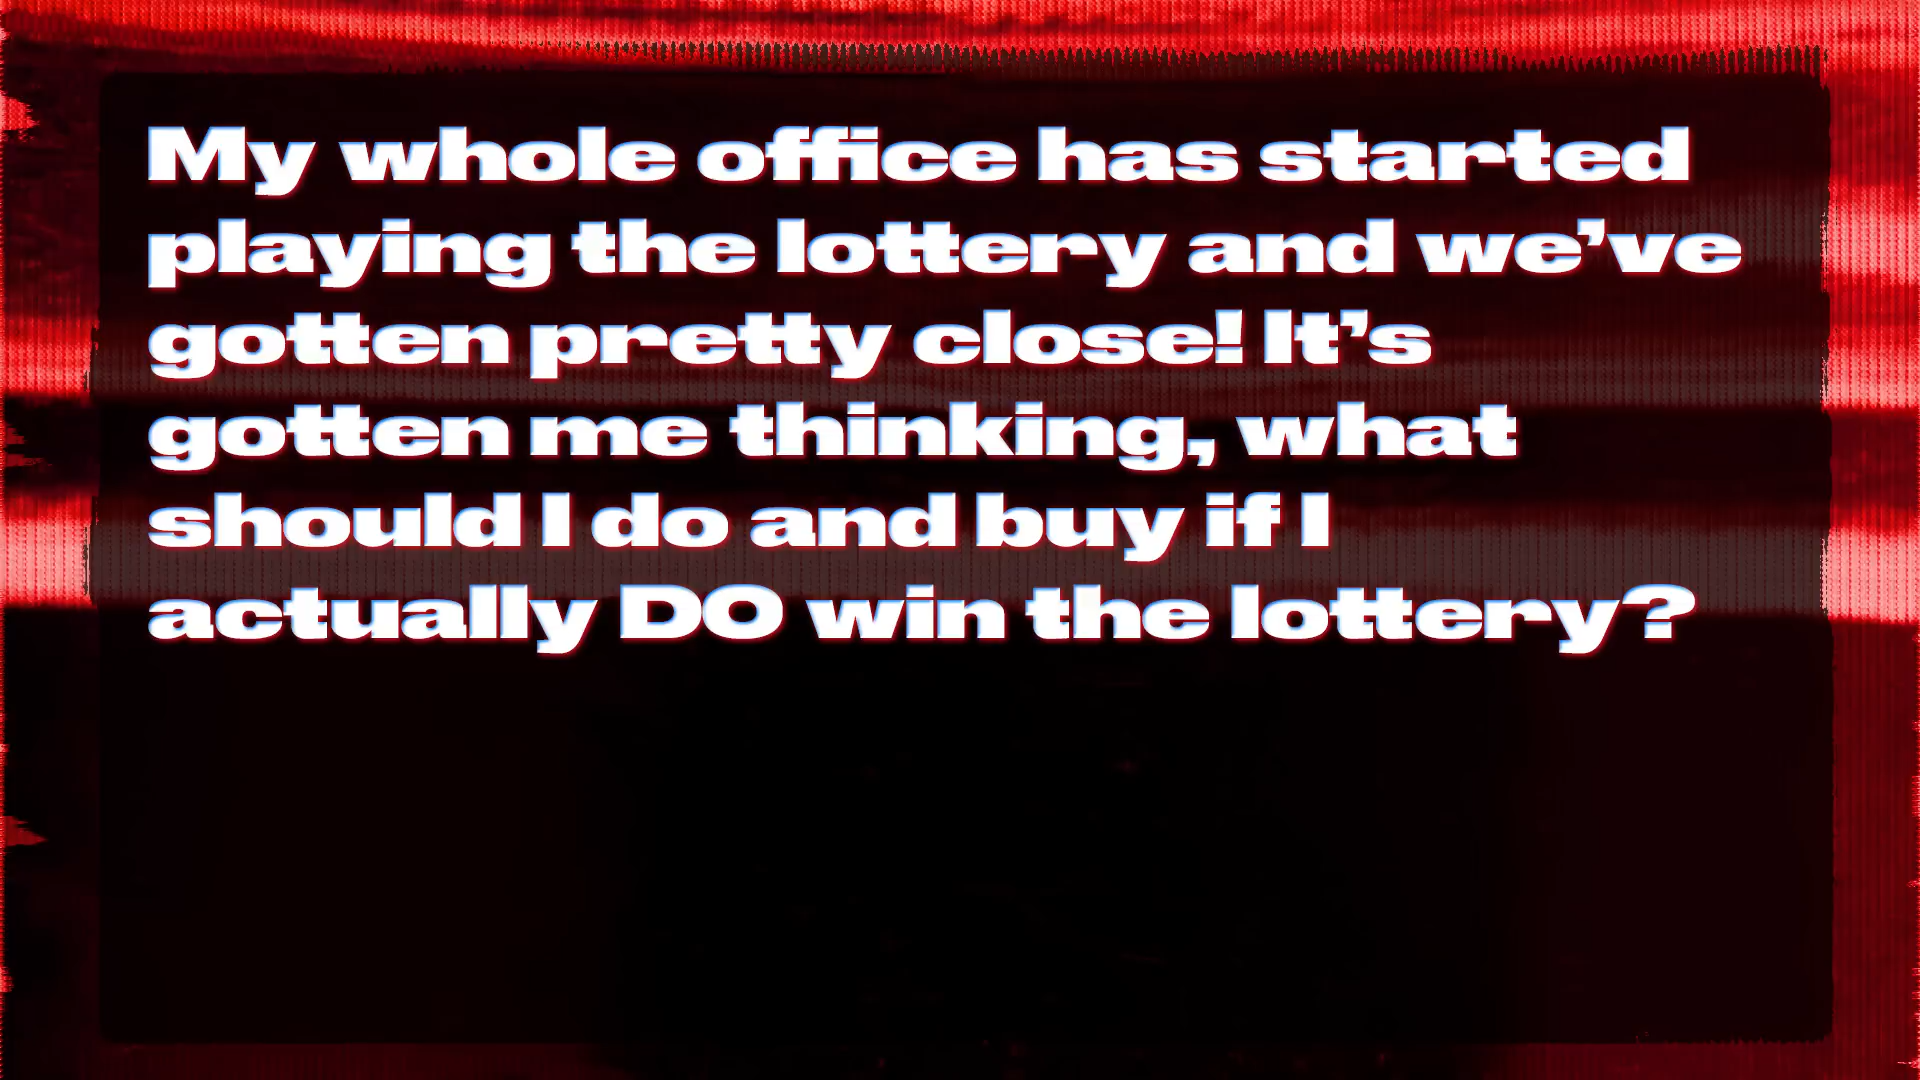 My whole office has started
playing the lottery and we’ve
gotten pretty close! It’s
gotten me thinking, what
should I do and buy if I
actually DO win the lottery?